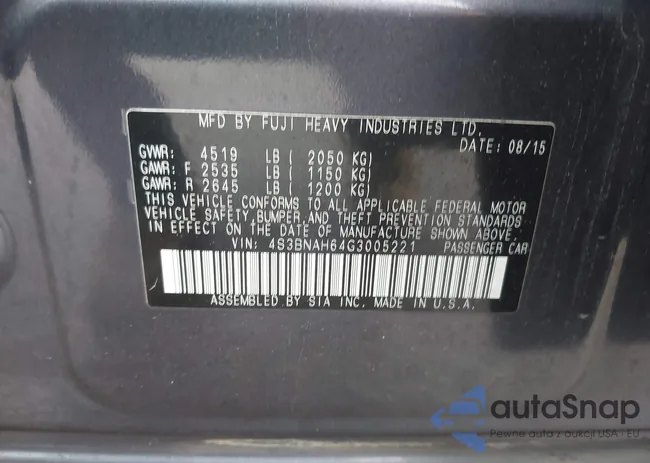 MFD BY FUJI HEAVY INDUSTRIES LTD.
DATE: 08/15
GVWR: 4519 LB ( 2050 KG)
GAWR: F 2535 LB ( 1150 KG)
GAWR: R 2645 LB ( 1200 KG)
THIS VEHICLE CONFORMS TO ALL APPLICABLE FEDERAL MOTOR
VEHICLE SAFETY, BUMPER, AND THEFT PREVENTION STANDARDS
IN EFFECT ON THE DATE OF MANUFACTURE SHOWN ABOVE.
VIN: 4S3BNAH64G3005221 PASSENGER CAR
ASSEMBLED BY SIA INC. MADE IN U.S.A.
autaSnap
Pewne auta z aukcji USA i EU